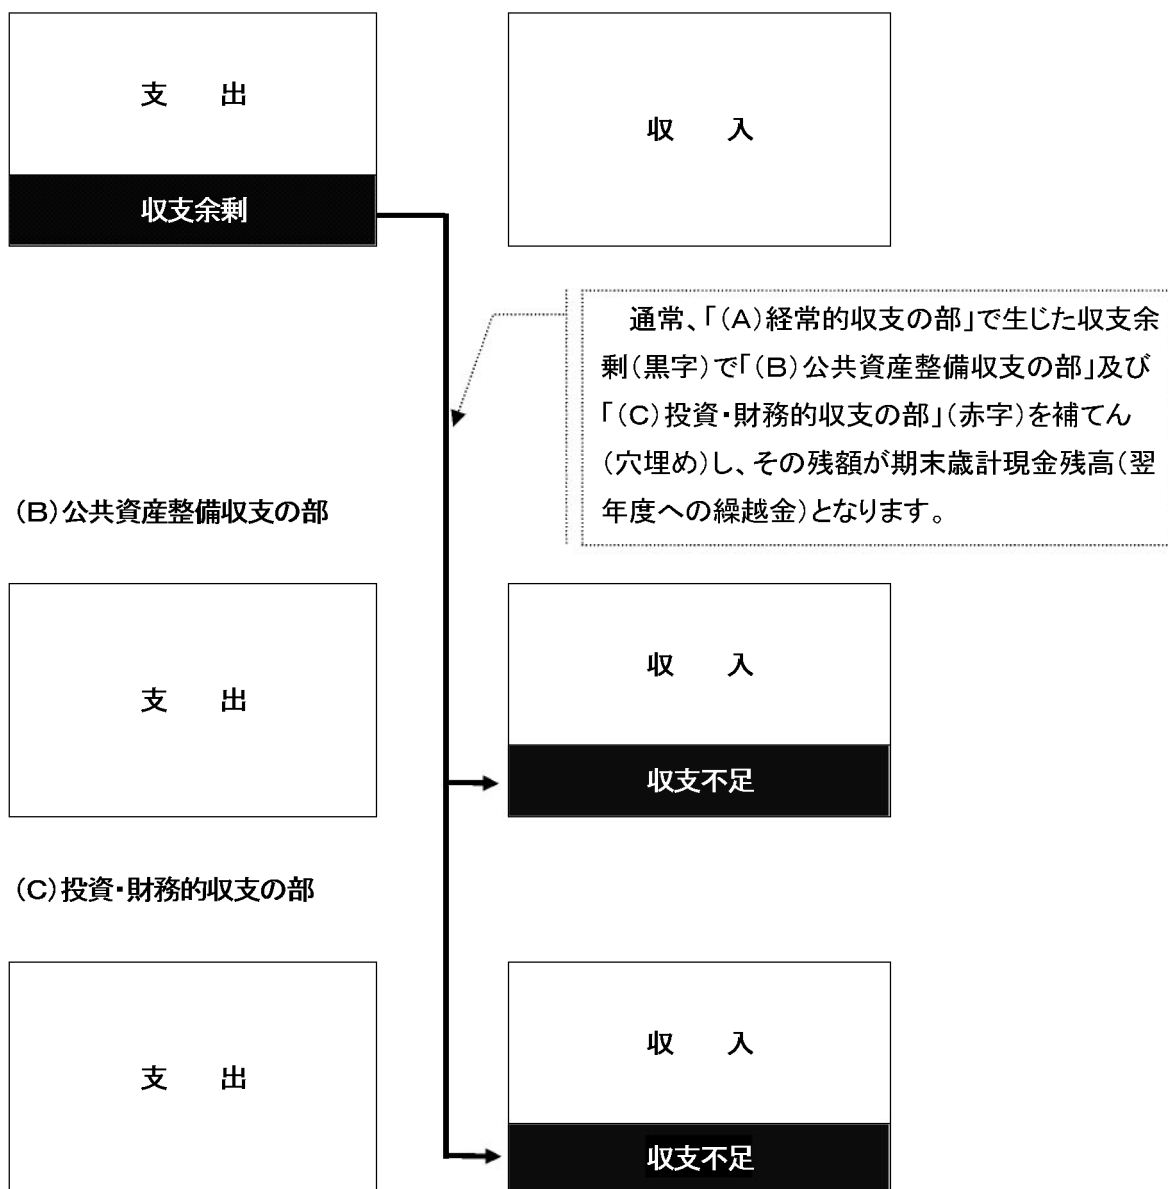 支　出
収　入
収支余剰
通常、「(A)経常的収支の部」で生じた収支余
剰(黒字)で「(B)公共資産整備収支の部」及び
「(C)投資・財務的収支の部」(赤字)を補てん
(穴埋め)し、その残額が期末歳計現金残高(翌
年度への繰越金)となります。
(B)公共資産整備収支の部
支　出
収　入
収支不足
(C)投資・財務的収支の部
支　出
収　入
収支不足